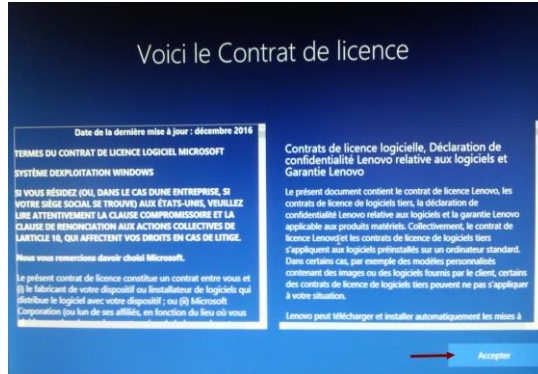 Voici le Contrat de licence
Date de la dernière mise à jour : décembre 2016
TERMES DU CONTRAT DE LICENCE LOGICIEL MICROSOFT
SYSTÈME DEXPLOITATION WINDOWS
SI VOUS RÉSIDEZ (OU, DANS LE CAS DUNE ENTREPRISE, SI
VOTRE SIÈGE SOCIAL SE TROUVE) AUX ÉTATS-UNIS, VEUILLEZ
LIRE ATTENTIVEMENT LA CLAUSE COMPROMISSOIRE ET LA
CLAUSE DE RENONCIATION AUX ACTIONS COLLECTIVES DE
LARTICLE 10, QUI AFFECTENT VOS DROITS EN CAS DE LITIGE.
Nous vous remercions davoir choisi Microsoft.
Le présent contrat de licence constitue un contrat entre vous et
(i) le fabricant de votre dispositif ou linstallateur de logiciels qui
distribue le logiciel avec votre dispositif ; ou (ii) Microsoft
Corporation (ou lun de ses affiliés, en fonction du lieu où vous
Contrats de licence logicielle, Déclaration de
confidentialité Lenovo relative aux logiciels et
Garantie Lenovo
Le présent document contient le contrat de licence Lenovo, les
contrats de licence de logiciels tiers, la déclaration de
confidentialité Lenovo relative aux logiciels et la garantie Lenovo
applicable aux produits matériels. Collectivement, le contrat de
licence Lenovo et les contrats de licence de logiciels tiers
s'appliquent aux logiciels préinstallés sur un ordinateur standard.
Dans certains cas, par exemple des modèles personnalisés
contenant des images ou des logiciels fournis par le client, certains
des contrats de licence de logiciels tiers peuvent ne pas s'appliquer
à votre situation.
Lenovo peut télécharger et installer automatiquement les mises à
Accepter